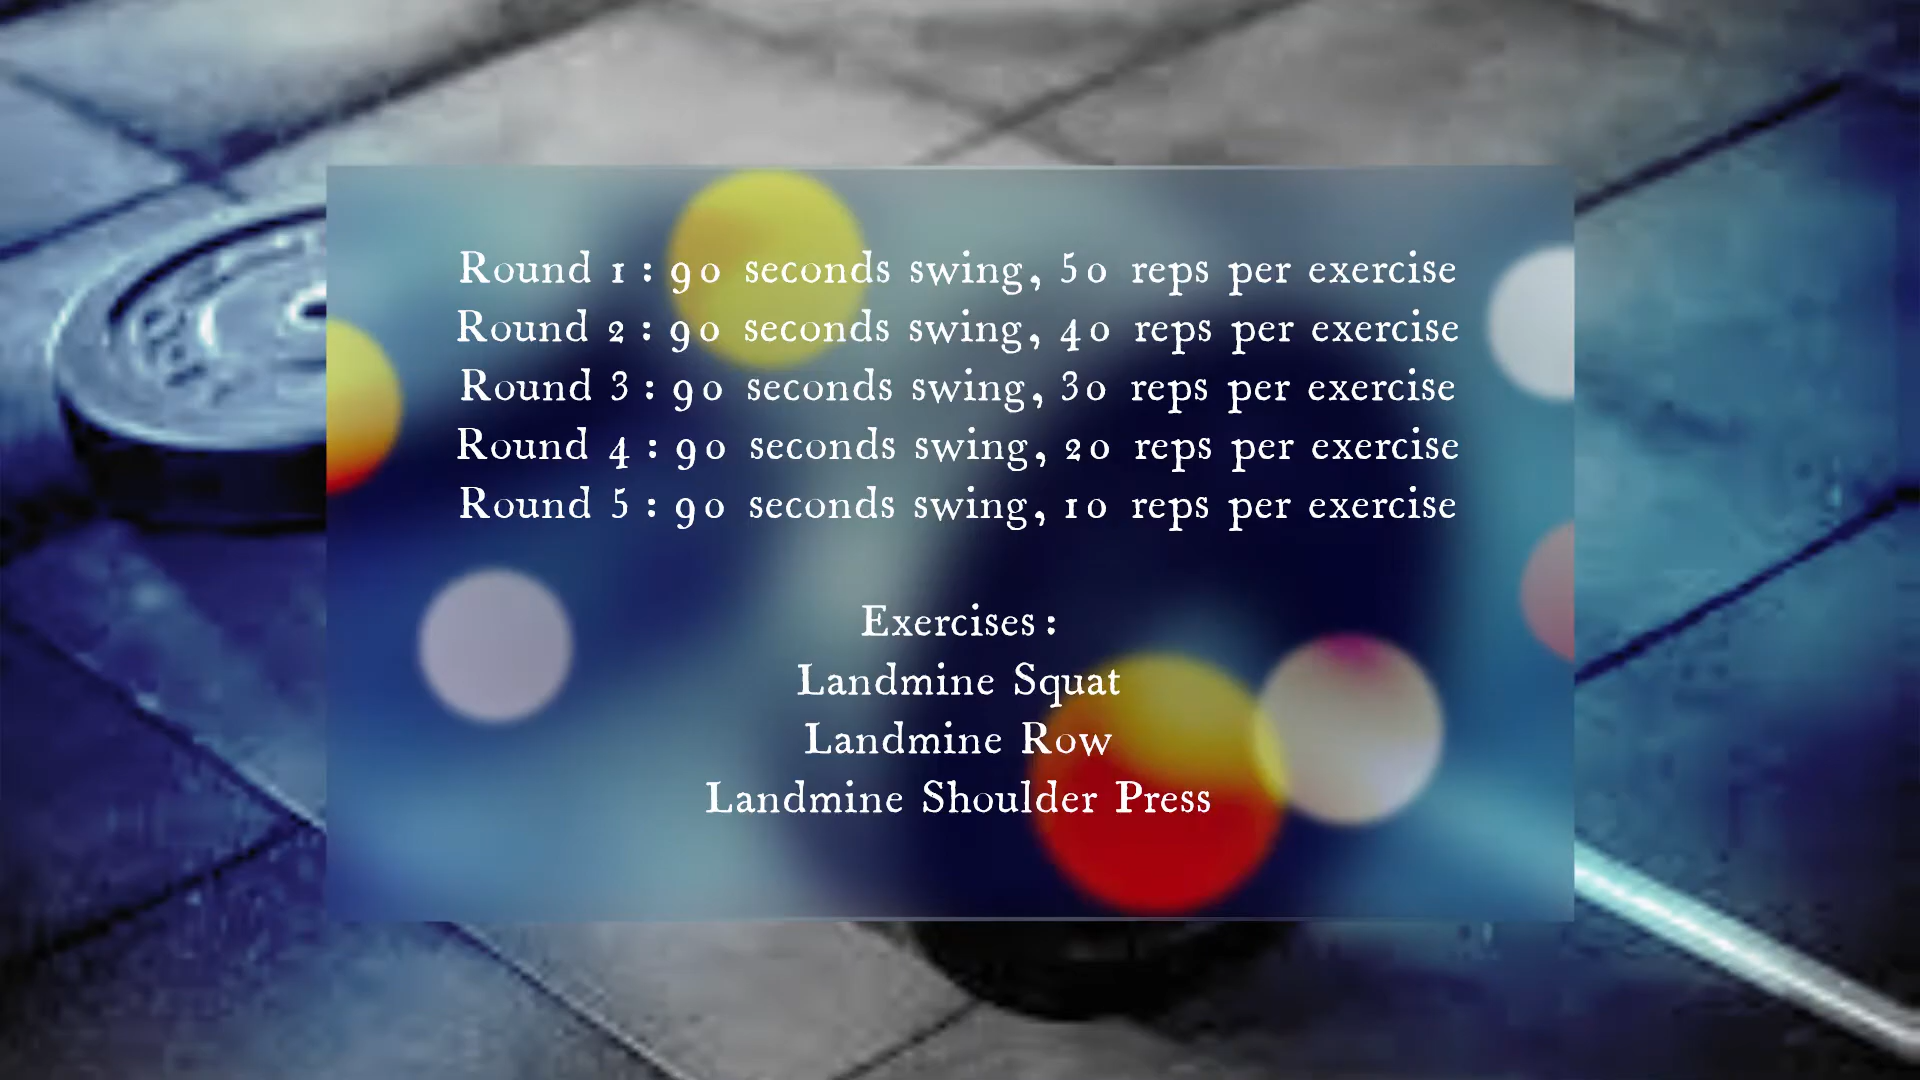 Round 1: 90 seconds swing, 50 reps per exercise
Round 2: 90 seconds swing, 40 reps per exercise
Round 3: 90 seconds swing, 30 reps per exercise
Round 4: 90 seconds swing, 20 reps per exercise
Round 5: 90 seconds swing, 10 reps per exercise
Exercises:
Landmine Squat
Landmine Row
Landmine Shoulder Press